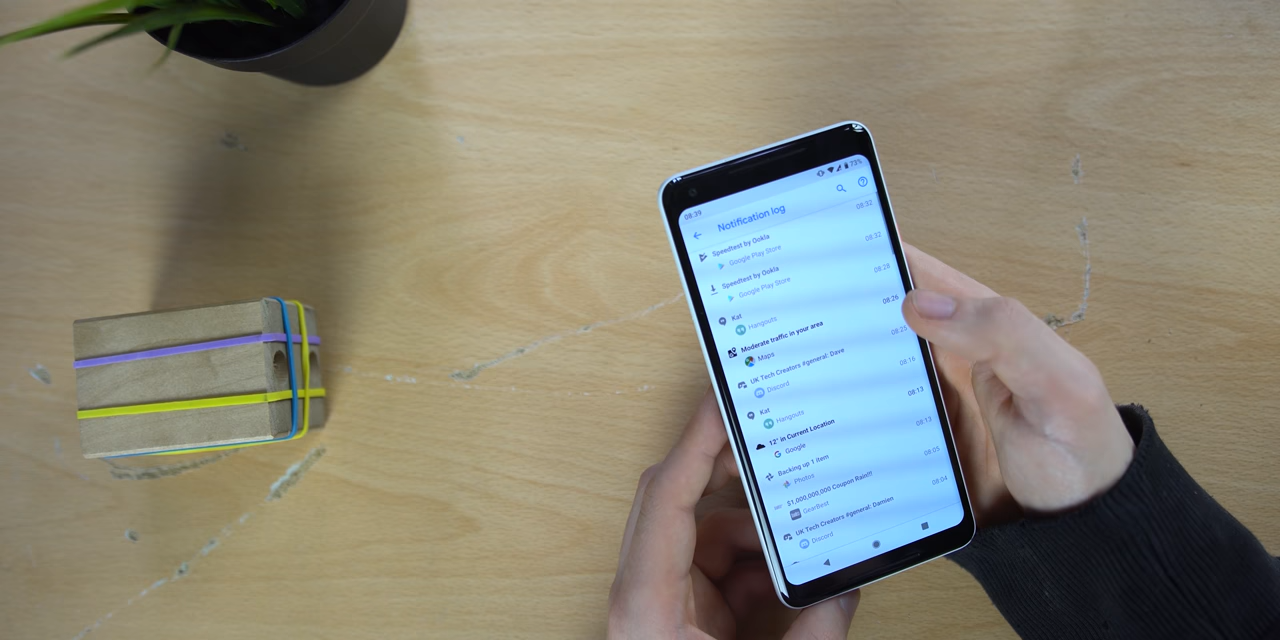 08:39
73%
Notification log
08:32
Speedtest by Ookla
Google Play Store
08:32
Speedtest by Ookla
Google Play Store
08:28
Kat
Hangouts
08:26
Moderate traffic in your area
Maps
08:25
UK Tech Creators #general: Dave
Discord
08:16
Kat
Hangouts
08:13
12° in Current Location
Google
08:13
Backing up 1 item
Photos
08:05
$1,000,000,000 Coupon Rain!!!
GearBest
08:04
UK Tech Creators #general: Damien
Discord